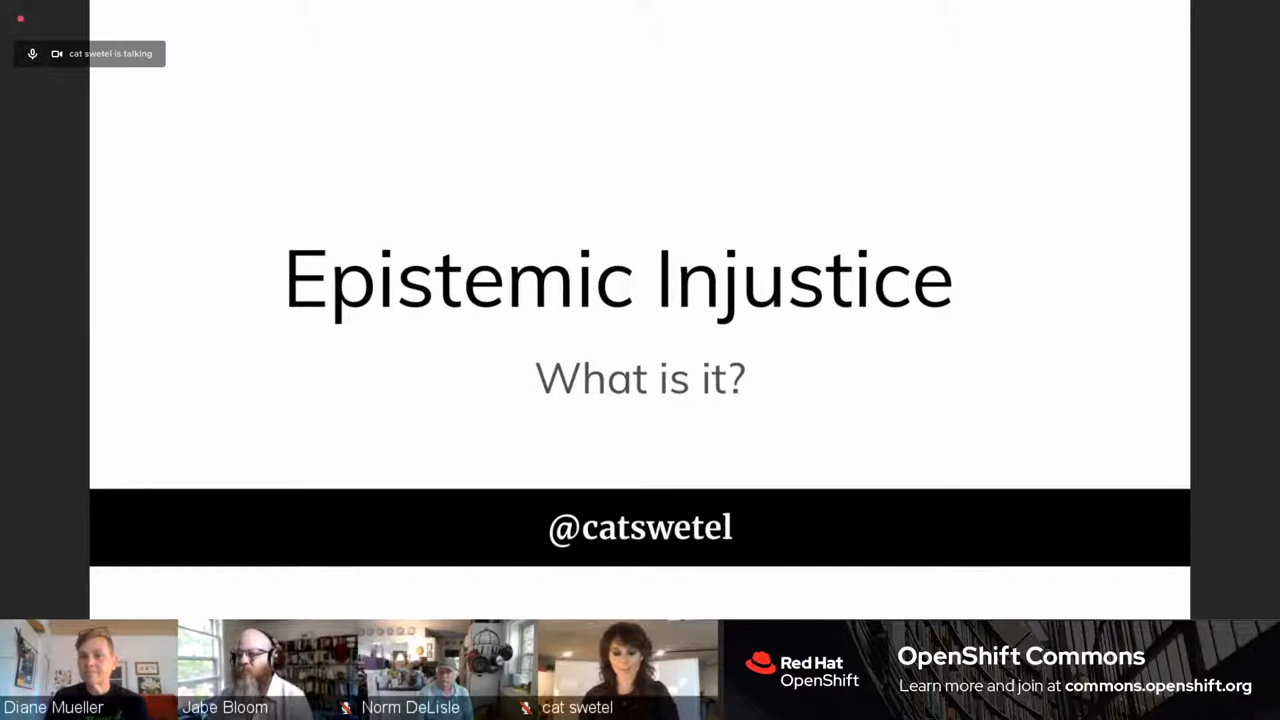 cat swetel is talking
Epistemic Injustice
What is it?
@catswetel
Diane Mueller
Jabe Bloom
Norm DeLisle
cat swetel
Red Hat
OpenShift
OpenShift Commons
Learn more and join at commons.openshift.org